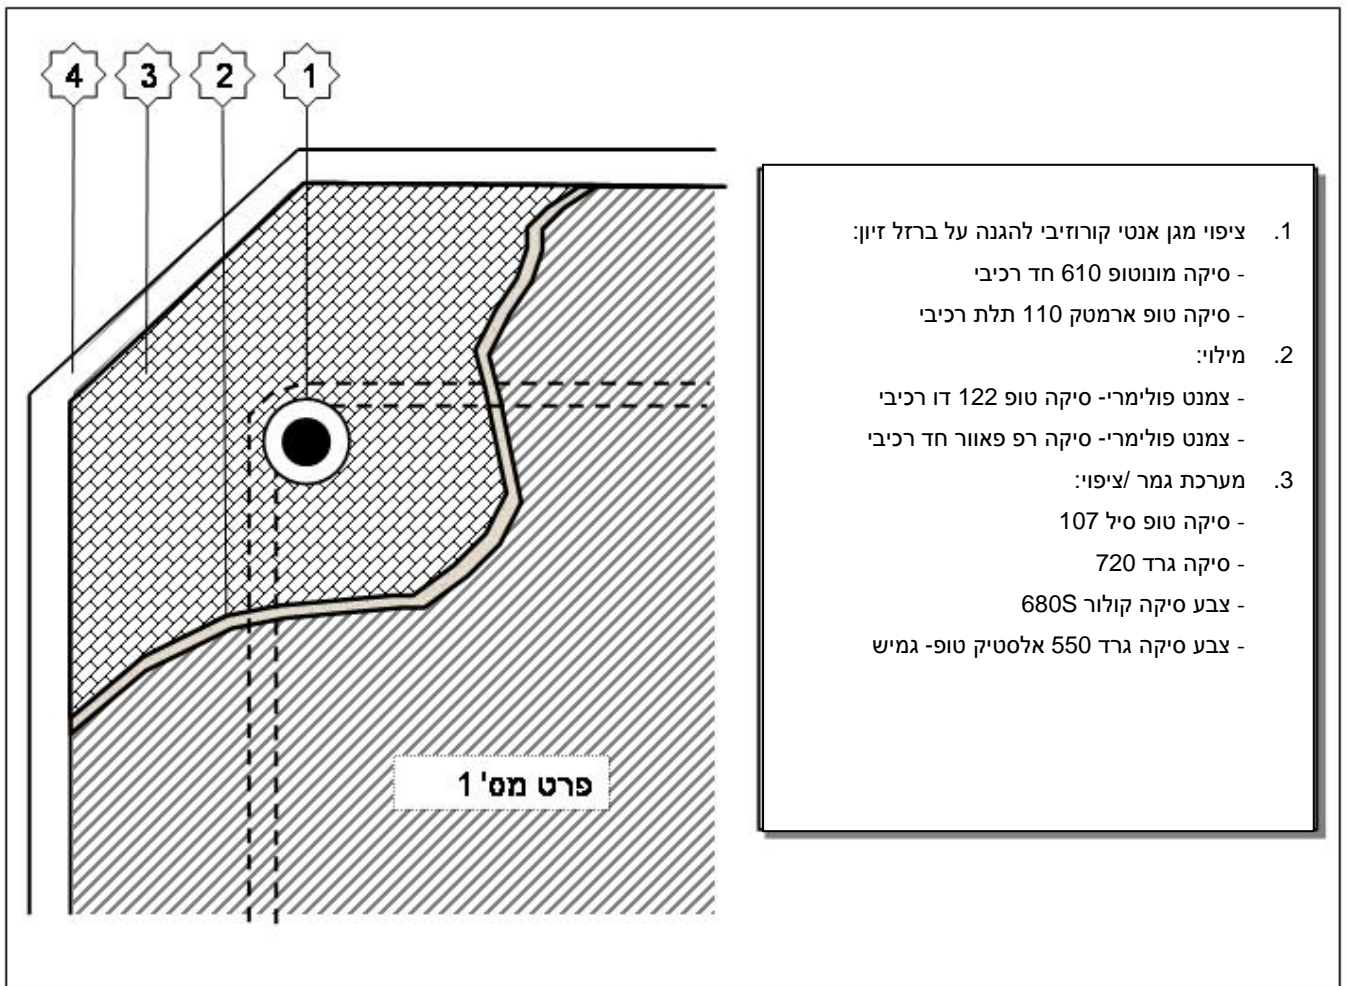 4 3 2 1
1. ציפוי מגן אנטי קורוזיבי להגנה על ברזל זיון:
- סיקה מונוטופ 610 חד רכיבי
- סיקה טופ ארמטק 110 תלת רכיבי
2. מילוי:
- צמנט פולימרי- סיקה טופ 122 דו רכיבי
- צמנט פולימרי- סיקה רפ פאוור חד רכיבי
3. מערכת גמר /ציפוי:
- סיקה טופ סיל 107
- סיקה גרד 720
- צבע סיקה קולור 680S
- צבע סיקה גרד 550 אלסטיק טופ- גמיש
פרט מס' 1